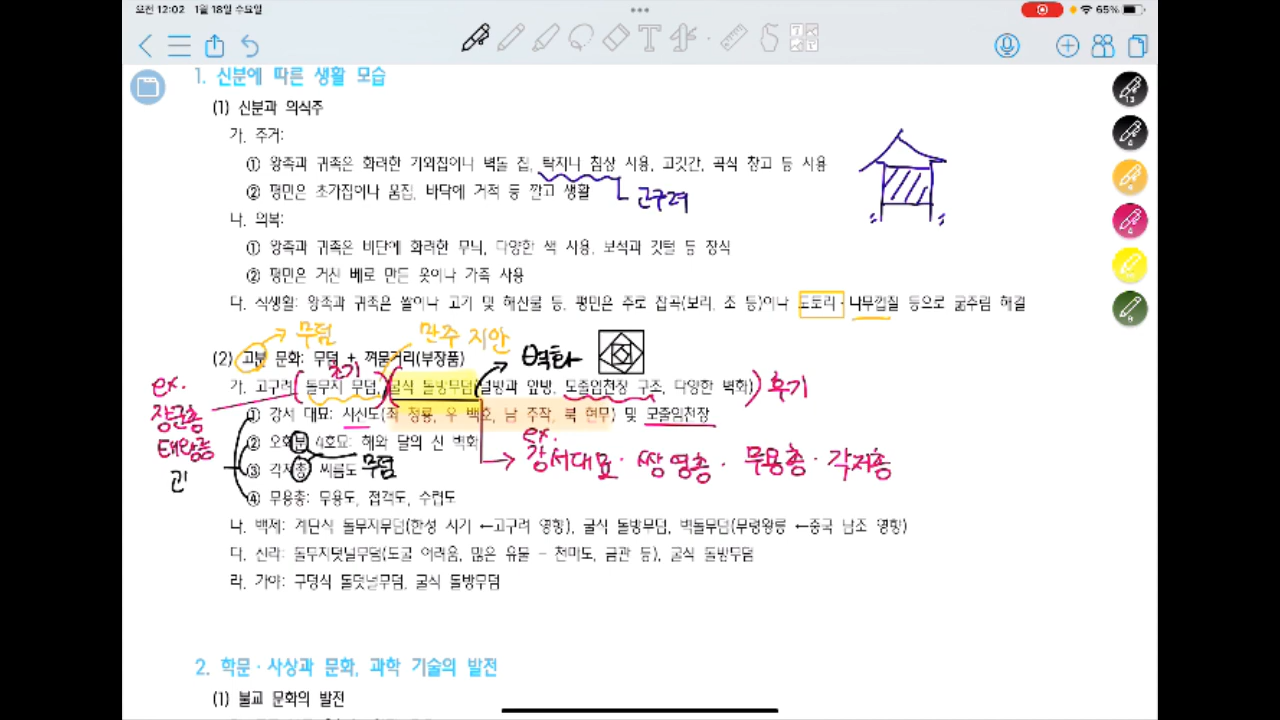 오전 12:02 1월 18일 수요일 65%
13
1. 신분에 따른 생활 모습
(1) 신분과 의식주
가. 주거:
① 왕족과 귀족은 화려한 기와집이나 벽돌 집, 탁자나 침상 사용, 고깃간, 곡식 창고 등 사용
② 평민은 초가집이나 움집, 바닥에 거적 등 깐고 생활
고구려
나. 의복:
① 왕족과 귀족은 비단에 화려한 무늬, 다양한 색 사용, 보석과 깃털 등 장식
② 평민은 거신 베로 만든 옷이나 가죽 사용
다. 식생활: 왕족과 귀족은 쌀이나 고기 및 해산물 등, 평민은 주로 잡곡(보리, 조 등)이나 도토리·나무껍질 등으로 굶주림 해결
무덤 만주 지안
(2) 고분 문화: 무덤 + 껴묻거리(부장품) 벽화
ex. 초기
가. 고구려 돌무지 무덤, 굴식 돌방무덤(널방과 앞방, 모줄임천장 구조, 다양한 벽화) 후기
장군총
① 강서 대묘: 사신도(좌 청룡, 우 백호, 남 주작, 북 현무) 및 모줄임천장
태왕릉
② 오회분 4호묘: 해와 달의 신 벽화
ex.
강서대묘·쌍영총·무용총·각저총
③ 각저총 씨름도 무덤
④ 무용총: 무용도, 접객도, 수렵도
나. 백제: 계단식 돌무지무덤(한성 시기 ←고구려 영향), 굴식 돌방무덤, 벽돌무덤(무령왕릉 ←중국 남조 영향)
다. 신라: 돌무지덧널무덤(도굴 어려움, 많은 유물 - 천마도, 금관 등), 굴식 돌방무덤
라. 가야: 구덩식 돌덧널무덤, 굴식 돌방무덤
2. 학문·사상과 문화, 과학 기술의 발전
(1) 불교 문화의 발전